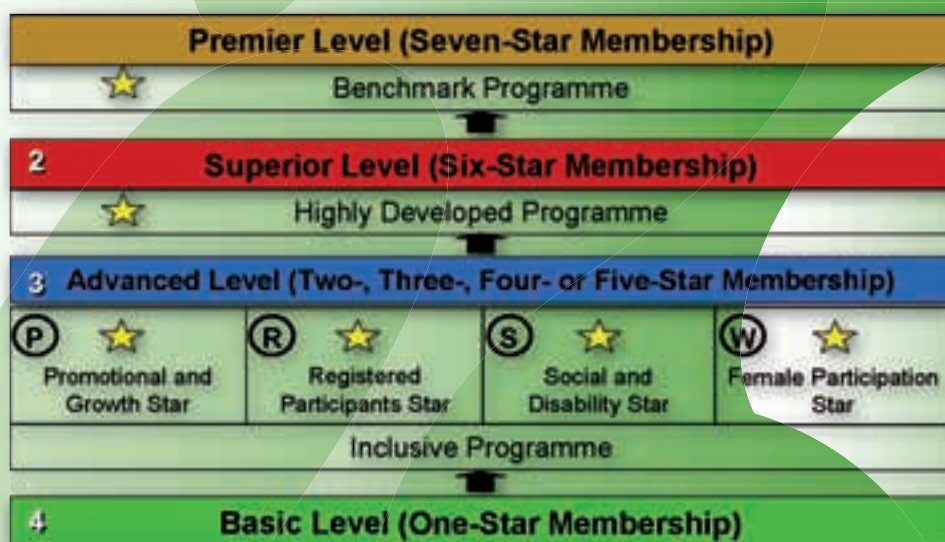 Premier Level (Seven-Star Membership)
Benchmark Programme
2 Superior Level (Six-Star Membership)
Highly Developed Programme
3 Advanced Level (Two-, Three-, Four- or Five-Star Membership)
P
Promotional and
Growth Star
R
Registered
Participants Star
S
Social and
Disability Star
W
Female Participation
Star
Inclusive Programme
4 Basic Level (One-Star Membership)